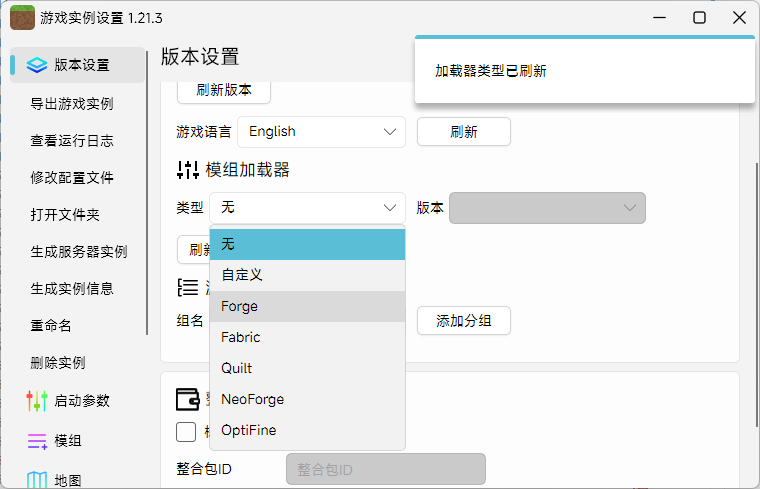 游戏实例设置 1.21.3
版本设置
导出游戏实例
查看运行日志
修改配置文件
打开文件夹
生成服务器实例
生成实例信息
重命名
删除实例
启动参数
模组
地图
版本设置
加载器类型已刷新
刷新版本
游戏语言 English 刷新
模组加载器
类型 无 版本
无
自定义
Forge
Fabric
Quilt
NeoForge
OptiFine
组名 添加分组
整合包ID 整合包ID